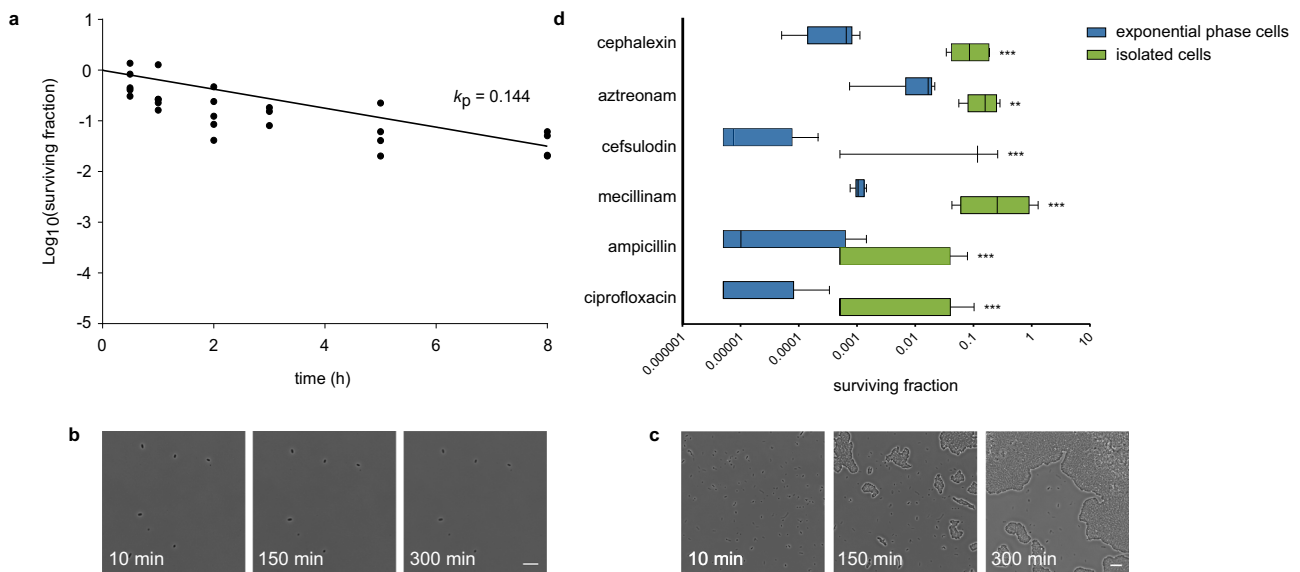 a
1
0
-1
-2
-3
-4
-5
Log10(surviving fraction)
kp = 0.144
0
2
4
6
8
time (h)
d
exponential phase cells
isolated cells
cephalexin
***
aztreonam
**
cefsulodin
***
mecillinam
***
ampicillin
***
ciprofloxacin
***
0.000001
0.00001
0.0001
0.001
0.01
0.1
1
10
surviving fraction
b
10 min
150 min
300 min
c
10 min
150 min
300 min